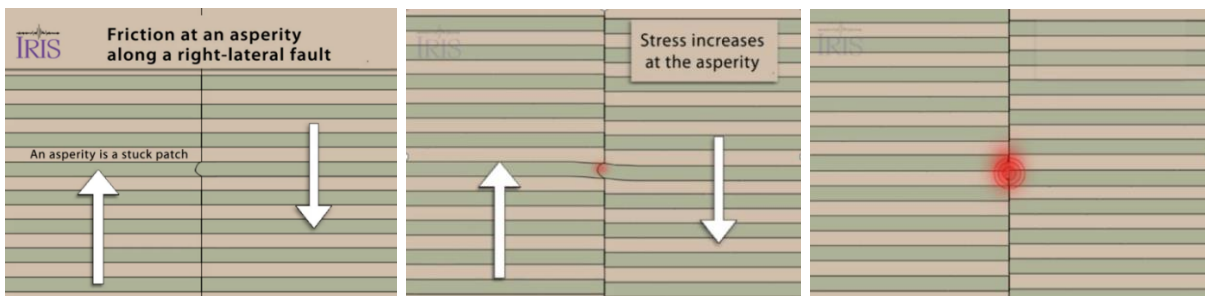 IRIS
Friction at an asperity
along a right-lateral fault
An asperity is a stuck patch
IRIS
Stress increases
at the asperity
IRIS